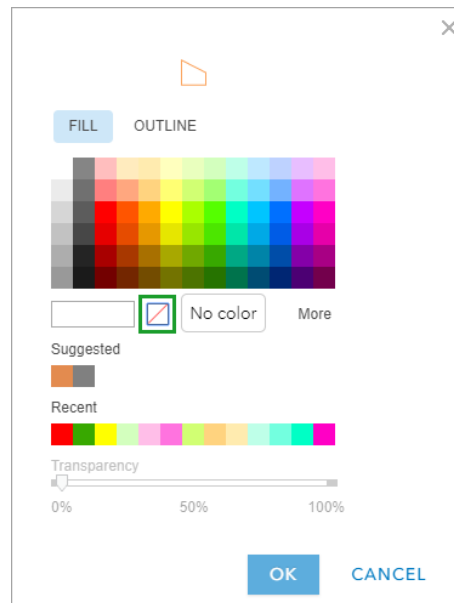 FILL OUTLINE
No color More
Suggested
Recent
Transparency
0% 50% 100%
OK CANCEL